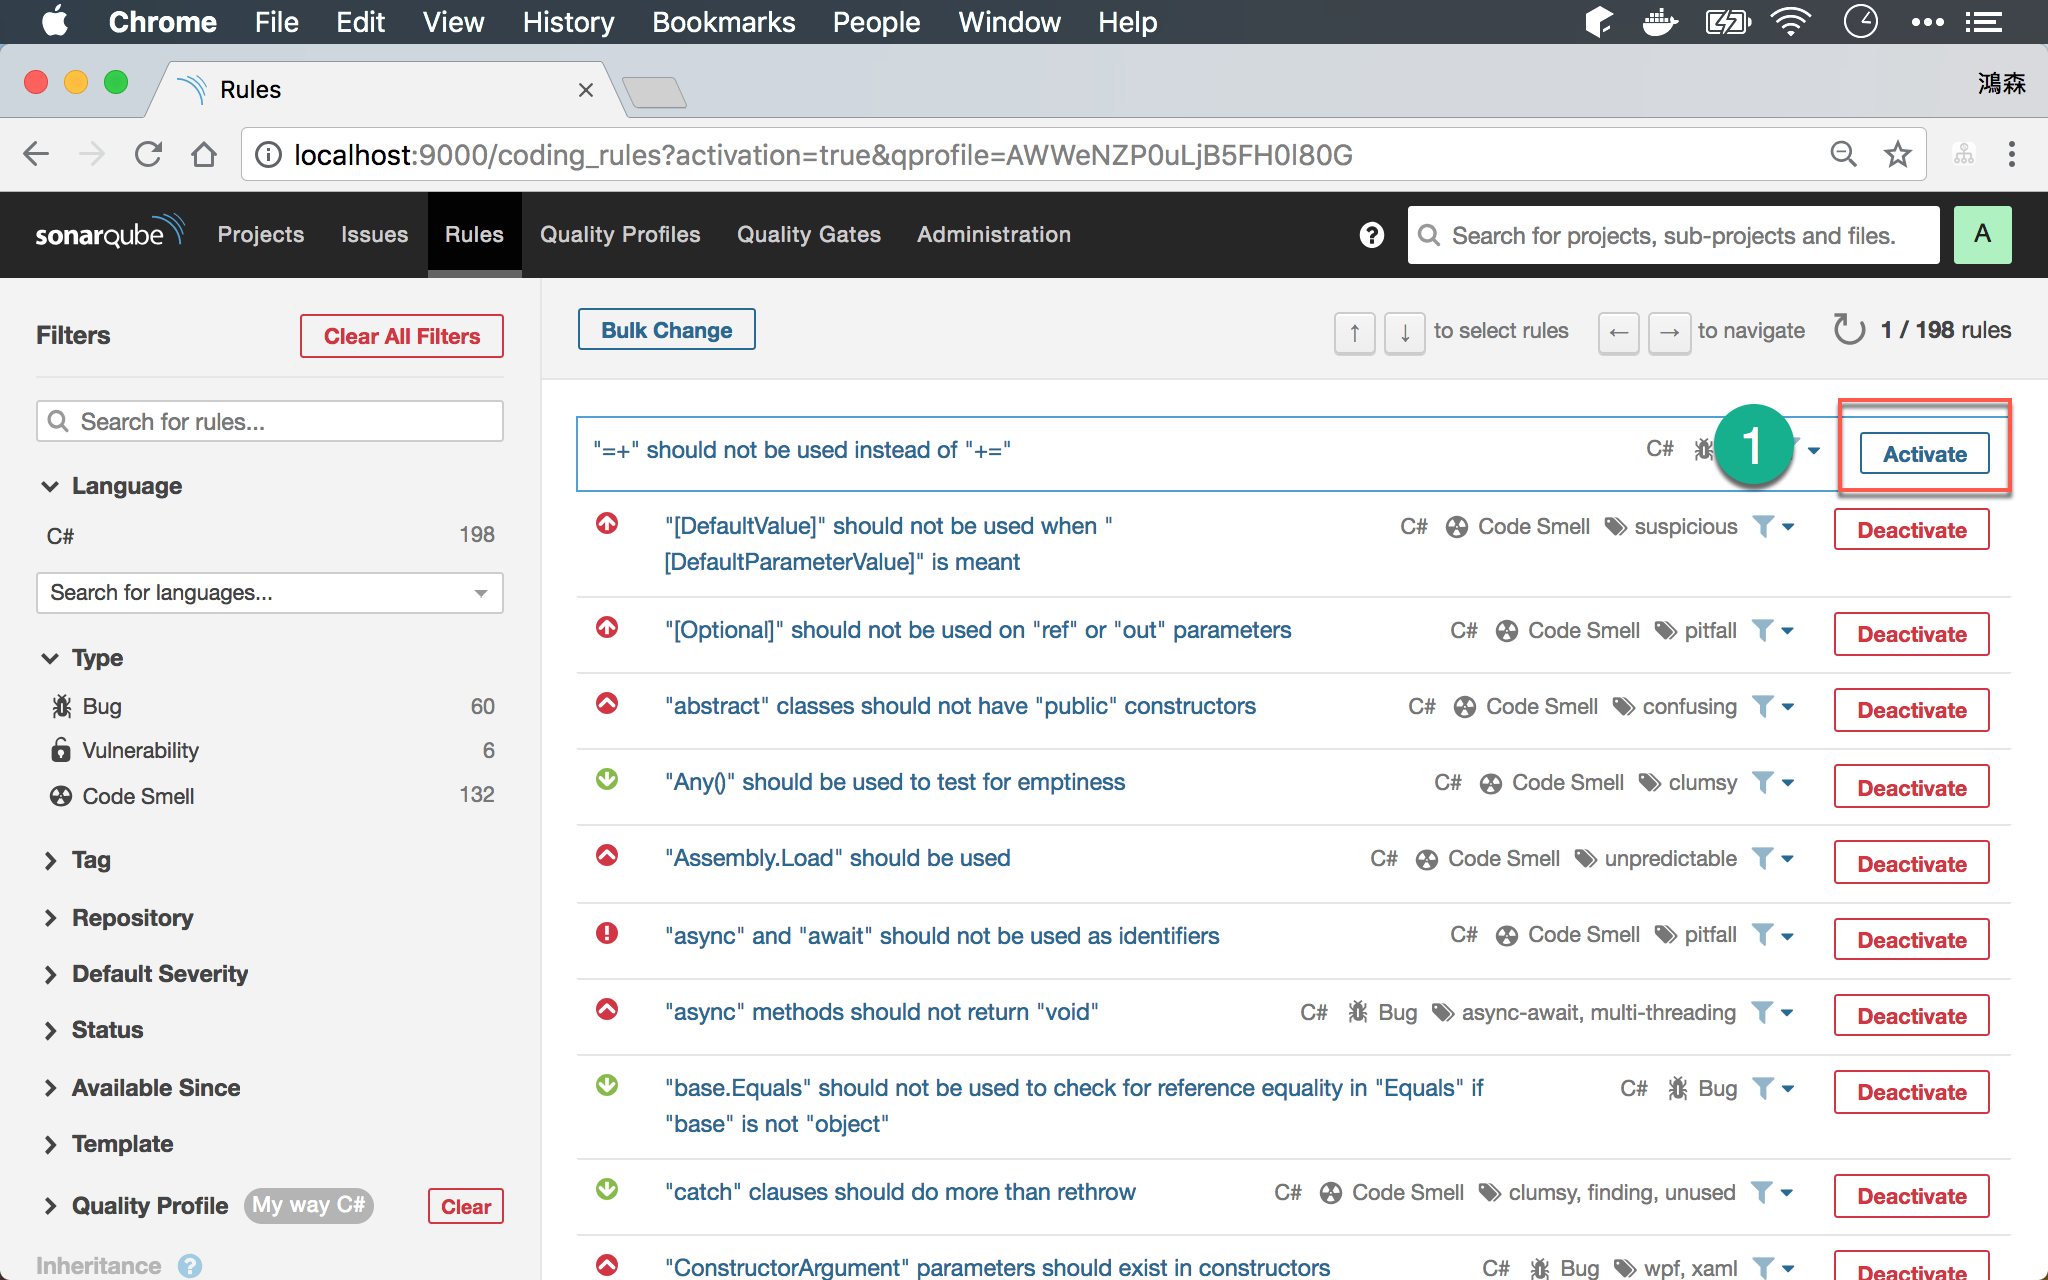 Chrome File Edit View History Bookmarks People Window Help
Rules
鴻森
localhost:9000/coding_rules?activation=true&qprofile=AWWeNZP0uLjB5FH0l80G
sonarqube Projects Issues Rules Quality Profiles Quality Gates Administration ? Search for projects, sub-projects and files. A
Filters
Clear All Filters
Search for rules...
Language
C# 198
Search for languages...
Type
Bug 60
Vulnerability 6
Code Smell 132
Tag
Repository
Default Severity
Status
Available Since
Template
Quality Profile My way C# Clear
Inheritance ?
Bulk Change
↑ ↓ to select rules ← → to navigate 1 / 198 rules
"=+" should not be used instead of "+=" C# 1 Activate
"[DefaultValue]" should not be used when "
[DefaultParameterValue]" is meant
C# Code Smell suspicious Deactivate
"[Optional]" should not be used on "ref" or "out" parameters C# Code Smell pitfall Deactivate
"abstract" classes should not have "public" constructors C# Code Smell confusing Deactivate
"Any()" should be used to test for emptiness C# Code Smell clumsy Deactivate
"Assembly.Load" should be used C# Code Smell unpredictable Deactivate
"async" and "await" should not be used as identifiers C# Code Smell pitfall Deactivate
"async" methods should not return "void" C# Bug async-await, multi-threading Deactivate
"base.Equals" should not be used to check for reference equality in "Equals" if
"base" is not "object"
C# Bug Deactivate
"catch" clauses should do more than rethrow C# Code Smell clumsy, finding, unused Deactivate
"ConstructorArgument" parameters should exist in constructors C# Bug wpf, xaml Deactivate